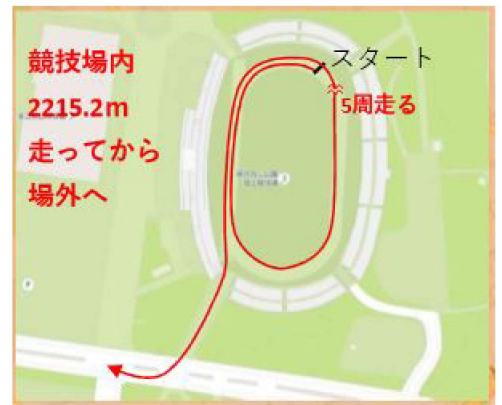 競技場内
2215.2m
走ってから
場外へ
スタート
5周走る